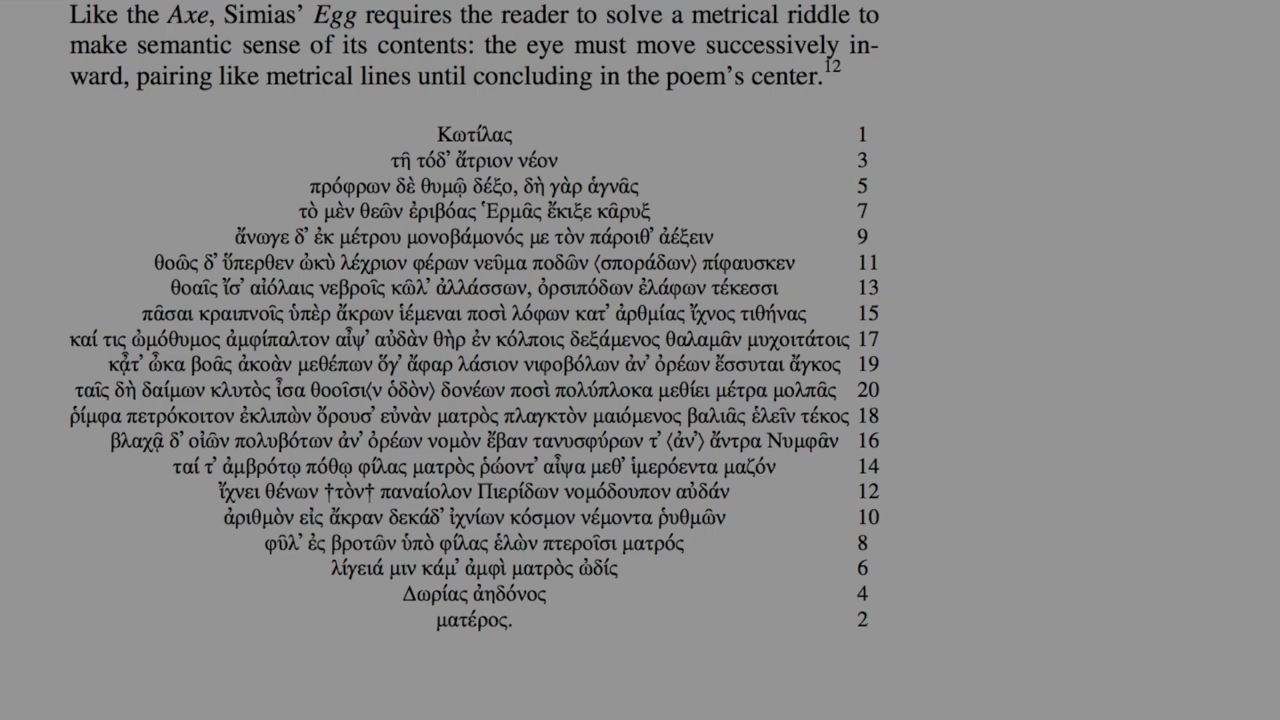 Like the Axe, Simias’ Egg requires the reader to solve a metrical riddle to
make semantic sense of its contents: the eye must move successively in-
ward, pairing like metrical lines until concluding in the poem’s center.12
Κωτίλας 1
τῆ τόδ’ ἄτριον νέον 3
πρόφρων δὲ θυμῷ δέξο, δὴ γὰρ ἁγνᾶς 5
τὸ μὲν θεῶν ἐριβόας Ἑρμᾶς ἔκιξε κᾶρυξ 7
ἄνωγε δ’ ἐκ μέτρου μονοβάμονός με τὸν πάροιθ’ ἀέξειν 9
θοῶς δ’ ὕπερθεν ὠκὺ λέχριον φέρων νεῦμα ποδῶν ⟨σποράδων⟩ πίφαυσκεν 11
θοαῖς ἴσ’ αἰόλαις νεβροῖς κῶλ’ ἀλλάσσων, ὀρσιπόδων ἐλάφων τέκεσσι 13
πᾶσαι κραιπνοῖς ὑπὲρ ἄκρων ἱέμεναι ποσὶ λόφων κατ’ ἀρθμίας ἴχνος τιθήνας 15
καί τις ὠμόθυμος ἀμφίπαλτον αἶψ’ αὐδὰν θὴρ ἐν κόλποις δεξάμενος θαλαμᾶν μυχοιτάτοις 17
κᾆτ’ ὦκα βοᾶς ἀκοὰν μεθέπων ὅγ’ ἄφαρ λάσιον νιφοβόλων ἀν’ ὀρέων ἔσσυται ἄγκος 19
ταῖς δὴ δαίμων κλυτὸς ἶσα θοοῖσι⟨ν ὁδὸν⟩ δονέων ποσὶ πολύπλοκα μεθίει μέτρα μολπᾶς 20
ῥίμφα πετρόκοιτον ἐκλιπὼν ὄρουσ’ εὐνὰν ματρὸς πλαγκτὸν μαιόμενος βαλιᾶς ἑλεῖν τέκος 18
βλαχᾷ δ’ οἰῶν πολυβότων ἀν’ ὀρέων νομὸν ἔβαν τανυσφύρων τ’ ⟨ἀν’⟩ ἄντρα Νυμφᾶν 16
ταί τ’ ἀμβρότῳ πόθῳ φίλας ματρὸς ῥώοντ’ αἶψα μεθ’ ἱμερόεντα μαζόν 14
ἴχνει θένων †τὸν† παναίολον Πιερίδων νομόδουπον αὐδάν 12
ἀριθμὸν εἰς ἄκραν δεκάδ’ ἰχνίων κόσμον νέμοντα ῥυθμῶν 10
φῦλ’ ἐς βροτῶν ὑπὸ φίλας ἑλὼν πτεροῖσι ματρός 8
λίγειά μιν κάμ’ ἀμφὶ ματρὸς ὠδίς 6
Δωρίας ἀηδόνος 4
ματέρος. 2